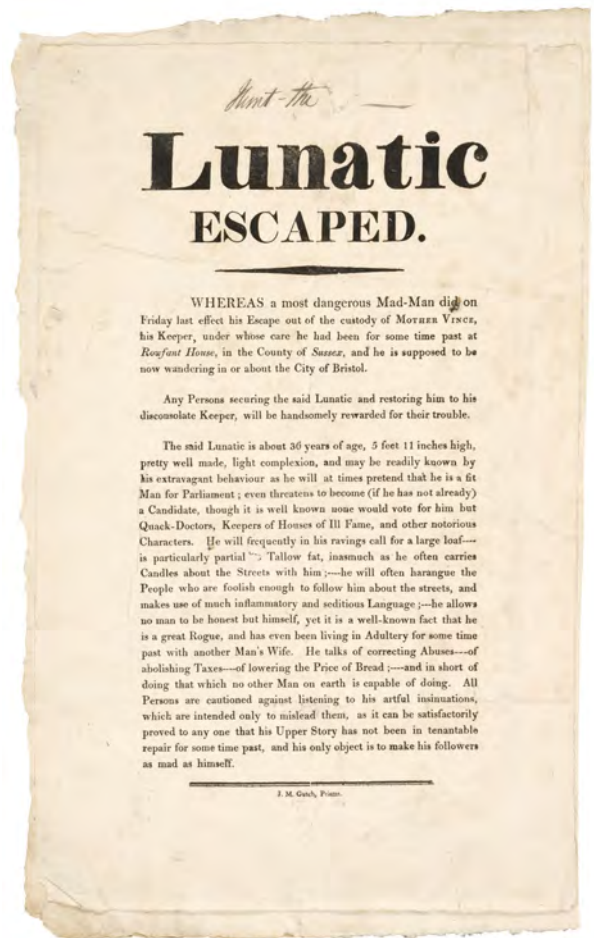 Hunt - the —
Lunatic
ESCAPED.
WHEREAS a most dangerous Mad-Man did on
Friday last effect his Escape out of the custody of MOTHER VINCE,
his Keeper, under whose care he had been for some time past at
Rowfant House, in the County of Sussex, and he is supposed to be
now wandering in or about the City of Bristol.
Any Persons securing the said Lunatic and restoring him to his
disconsolate Keeper, will be handsomely rewarded for their trouble.
The said Lunatic is about 36 years of age, 5 feet 11 inches high,
pretty well made, light complexion, and may be readily known by
his extravagant behaviour as he will at times pretend that he is a fit
Man for Parliament ; even threatens to become (if he has not already)
a Candidate, though it is well known none would vote for him but
Quack-Doctors, Keepers of Houses of Ill Fame, and other notorious
Characters. He will frequently in his ravings call for a large loaf---
is particularly partial Tallow fat, inasmuch as he often carries
Candles about the Streets with him ;---he will often harangue the
People who are foolish enough to follow him about the streets, and
makes use of much inflammatory and seditious Language ;---he allows
no man to be honest but himself, yet it is a well-known fact that he
is a great Rogue, and has even been living in Adultery for some time
past with another Man's Wife. He talks of correcting Abuses---of
abolishing Taxes---of lowering the Price of Bread ;---and in short of
doing that which no other Man on earth is capable of doing. All
Persons are cautioned against listening to his artful insinuations,
which are intended only to mislead them, as it can be satisfactorily
proved to any one that his Upper Story has not been in tenantable
repair for some time past, and his only object is to make his followers
as mad as himself.
J. M. Gutch, Printer.